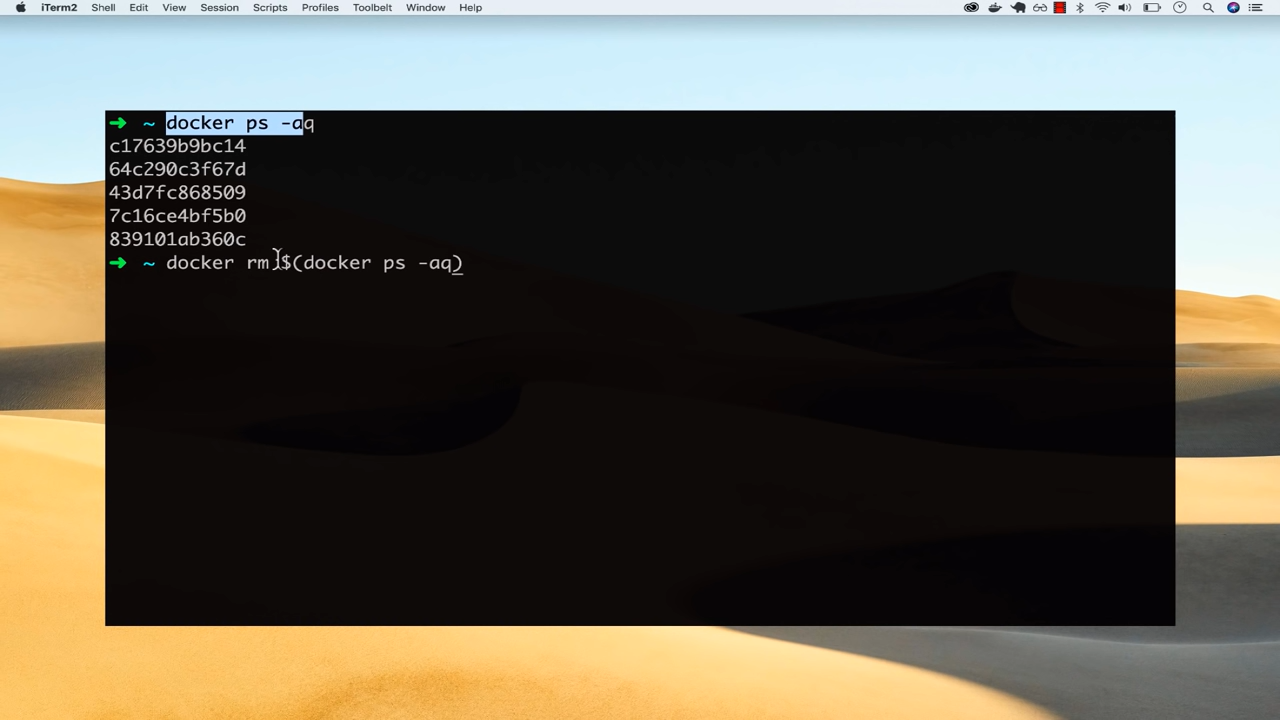 iTerm2 Shell Edit View Session Scripts Profiles Toolbelt Window Help
➜ ~ docker ps -aq
c17639b9bc14
64c290c3f67d
43d7fc868509
7c16ce4bf5b0
839101ab360c
➜ ~ docker rm $(docker ps -aq)